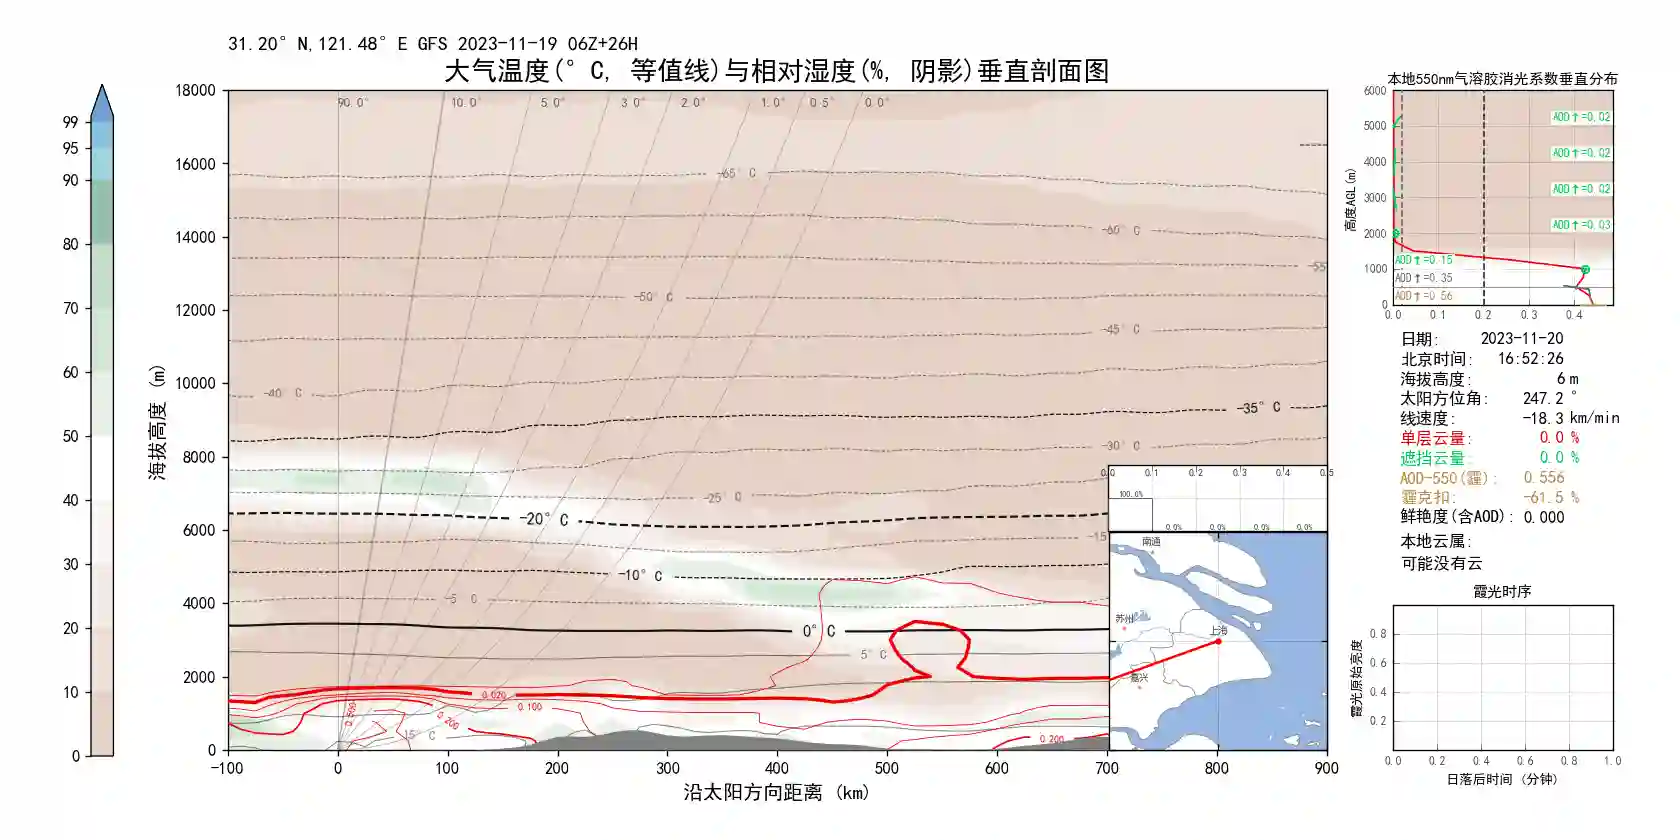 31.20° N,121.48° E GFS 2023-11-19 06Z+26H
大气温度(° C, 等值线)与相对湿度(%, 阴影)垂直剖面图
99
95
90
80
70
60
50
40
30
20
10
0
海拔高度 (m)
18000
16000
14000
12000
10000
8000
6000
4000
2000
0
90.0° 10.0° 5.0° 3.0° 2.0° 1.0° 0.5° 0.0°
-65° C
-60° C
-55
-50° C
-45° C
-40 C
-35° C
-30 C
-25 C
-20° C
-15
-10° C
-5 C
0° C
5° C
15 C
0.020
0.100
0.200
0.200
-100 0 100 200 300 400 500 600 700 800 900
沿太阳方向距离 (km)
0.0 0.1 0.2 0.3 0.4 0.5
100.0%
0.0% 0.0% 0.0% 0.0%
南通
苏州
上海
嘉兴
本地550nm气溶胶消光系数垂直分布
高度AGL(m)
6000
5000
4000
3000
2000
1000
0
AOD↑=0.02
AOD↑=0.02
AOD↑=0.02
AOD↑=0.03
AOD↑=0.15
AOD↑=0.35
AOD↑=0.56
0.0 0.1 0.2 0.3 0.4
日期: 2023-11-20
北京时间: 16:52:26
海拔高度: 6 m
太阳方位角: 247.2 °
线速度: -18.3 km/min
单层云量: 0.0 %
遮挡云量: 0.0 %
AOD-550(霾): 0.556
霾克扣: -61.5 %
鲜艳度(含AOD): 0.000
本地云属:
可能没有云
霞光时序
霞光原始亮度
0.8
0.6
0.4
0.2
0.0 0.2 0.4 0.6 0.8 1.0
日落后时间 (分钟)